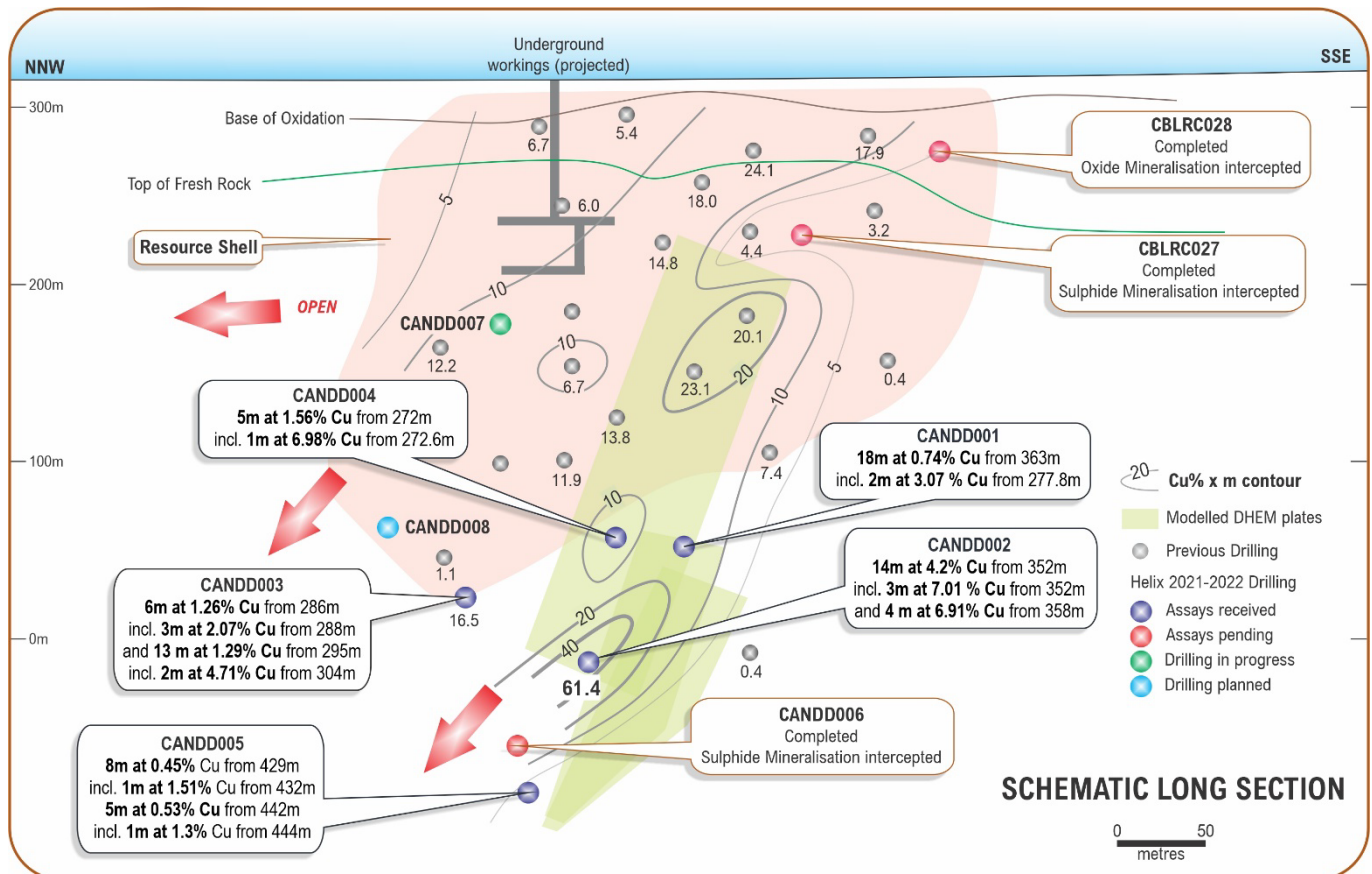 Underground
workings (projected)
NNW
SSE
300m
Base of Oxidation
6.7
5.4
24.1
17.9
CBLRC028
Completed
Oxide Mineralisation intercepted
Top of Fresh Rock
5
6.0
18.0
3.2
Resource Shell
14.8
4.4
CBLRC027
Completed
Sulphide Mineralisation intercepted
200m
10
OPEN
CANDD007
12.2
10
6.7
20.1
23.1
20
5
10
0.4
CANDD004
5m at 1.56% Cu from 272m
incl. 1m at 6.98% Cu from 272.6m
13.8
11.9
7.4
100m
CANDD001
18m at 0.74% Cu from 363m
incl. 2m at 3.07 % Cu from 277.8m
10
CANDD008
1.1
CANDD002
14m at 4.2% Cu from 352m
incl. 3m at 7.01 % Cu from 352m
and 4 m at 6.91% Cu from 358m
20 Cu% x m contour
Modelled DHEM plates
Previous Drilling
Helix 2021-2022 Drilling
Assays received
Assays pending
Drilling in progress
Drilling planned
CANDD003
6m at 1.26% Cu from 286m
incl. 3m at 2.07% Cu from 288m
and 13 m at 1.29% Cu from 295m
incl. 2m at 4.71% Cu from 304m
16.5
0m
20
40
61.4
0.4
CANDD006
Completed
Sulphide Mineralisation intercepted
CANDD005
8m at 0.45% Cu from 429m
incl. 1m at 1.51% Cu from 432m
5m at 0.53% Cu from 442m
incl. 1m at 1.3% Cu from 444m
SCHEMATIC LONG SECTION
0 50
metres